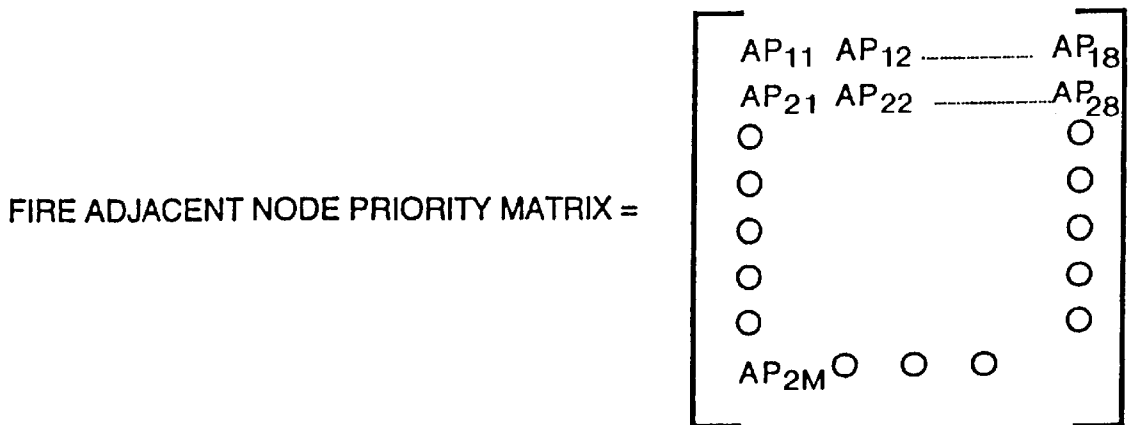 AP11 AP12 ............... AP18
AP21 AP22 ............... AP28
O O
O O
FIRE ADJACENT NODE PRIORITY MATRIX =
O O
O O
O O
AP2M O O O